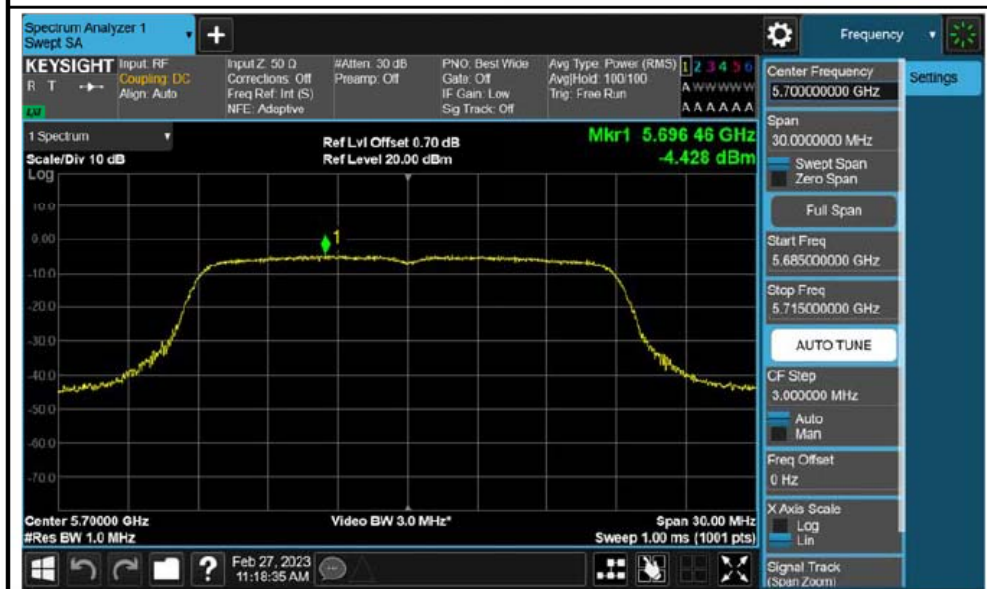 Spectrum Analyzer 1
Swept SA
+
Frequency
KEYSIGHT
R T
Input: RF
Coupling: DC
Align: Auto
Input Z: 50 Ω
Corrections: Off
Freq Ref: Int (S)
NFE: Adaptive
#Atten: 30 dB
Preamp: Off
PNO: Best Wide
Gate: Off
IF Gain: Low
Sig Track: Off
Avg Type: Power (RMS)
Avg|Hold: 100/100
Trig: Free Run
1 2 3 4 5 6
A W W W W W
A A A A A A
1 Spectrum
Scale/Div 10 dB
Log
Ref Lvl Offset 0.70 dB
Ref Level 20.00 dBm
Mkr1 5.696 46 GHz
-4.428 dBm
10.0
0.00
-10.0
-20.0
-30.0
-40.0
-50.0
-60.0
-70.0
1
Center 5.70000 GHz
#Res BW 1.0 MHz
Video BW 3.0 MHz*
Span 30.00 MHz
Sweep 1.00 ms (1001 pts)
Center Frequency
5.700000000 GHz
Span
30.0000000 MHz
Swept Span
Zero Span
Full Span
Start Freq
5.685000000 GHz
Stop Freq
5.715000000 GHz
AUTO TUNE
CF Step
3.000000 MHz
Auto
Man
Freq Offset
0 Hz
X Axis Scale
Log
Lin
Signal Track
(Span Zoom)
Settings
?
Feb 27, 2023
11:18:35 AM